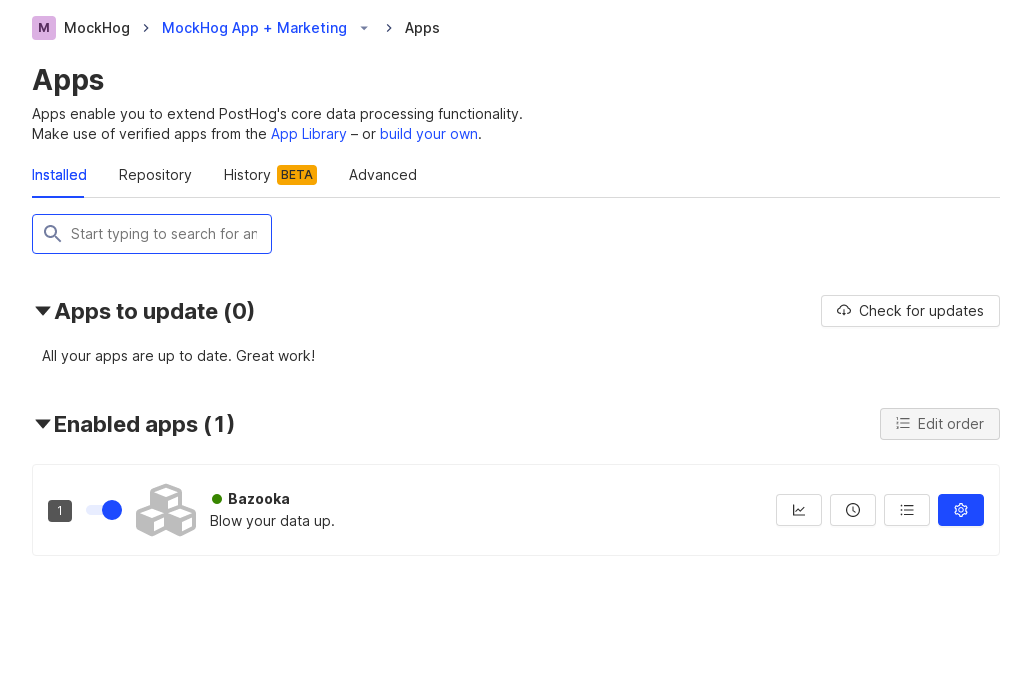 M MockHog MockHog App + Marketing Apps
Apps
Apps enable you to extend PostHog's core data processing functionality.
Make use of verified apps from the App Library – or build your own.
Installed Repository History BETA Advanced
Start typing to search for an
Apps to update (0) Check for updates
All your apps are up to date. Great work!
Enabled apps (1) Edit order
1 Bazooka
Blow your data up.